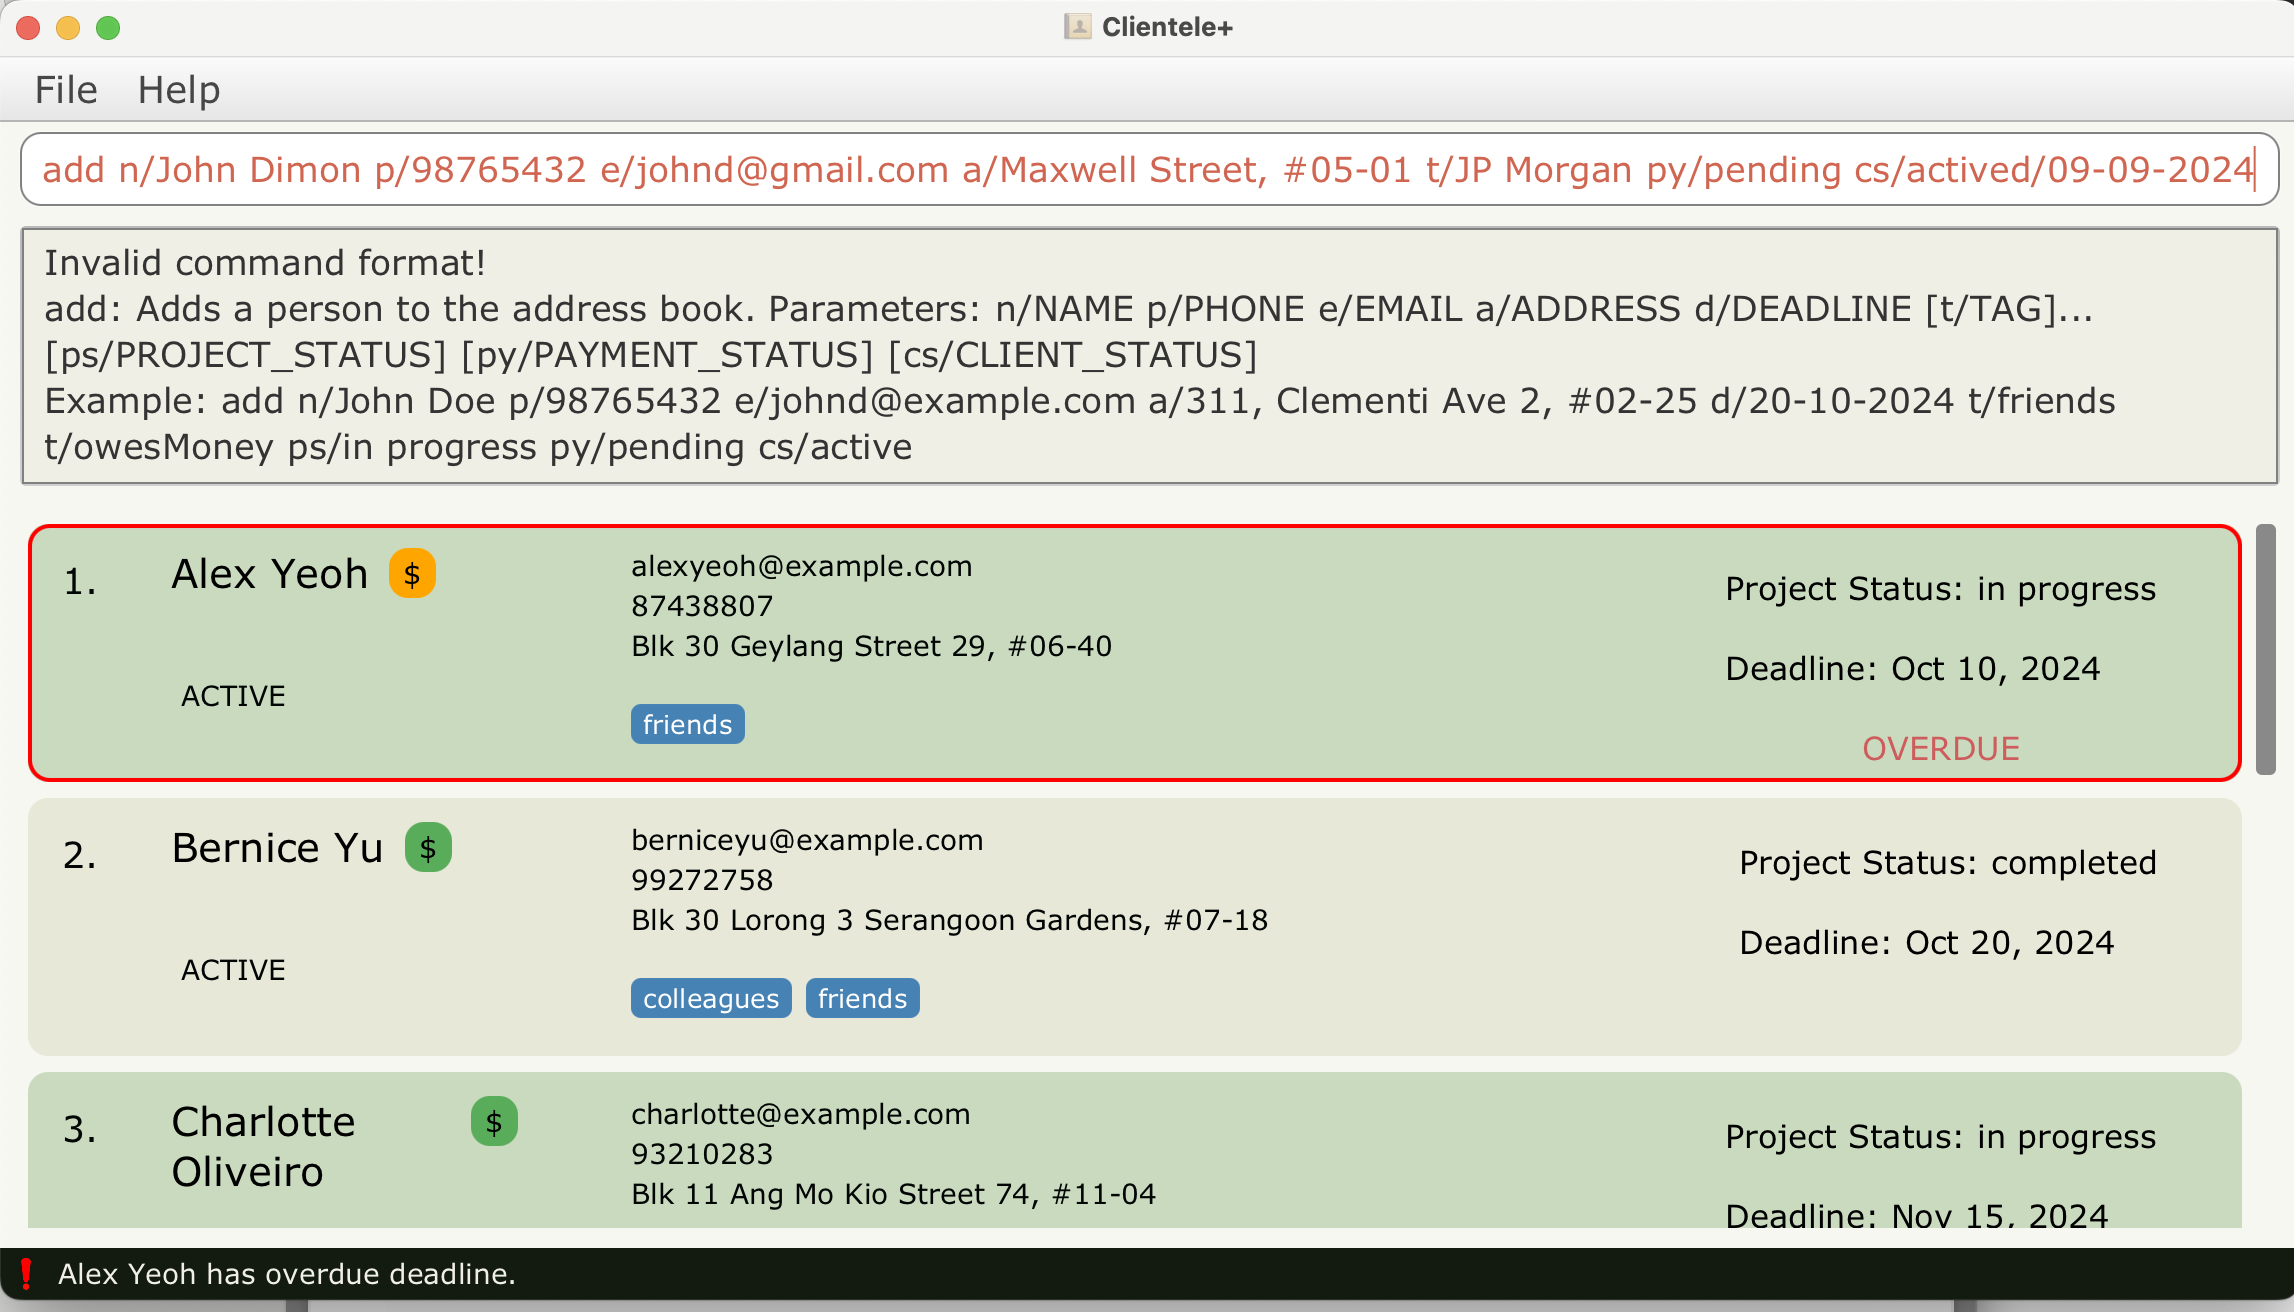 Clientele+
File Help
add n/John Dimon p/98765432 e/johnd@gmail.com a/Maxwell Street, #05-01 t/JP Morgan py/pending cs/actived/09-09-2024
Invalid command format!
add: Adds a person to the address book. Parameters: n/NAME p/PHONE e/EMAIL a/ADDRESS d/DEADLINE [t/TAG]...
[ps/PROJECT_STATUS] [py/PAYMENT_STATUS] [cs/CLIENT_STATUS]
Example: add n/John Doe p/98765432 e/johnd@example.com a/311, Clementi Ave 2, #02-25 d/20-10-2024 t/friends
t/owesMoney ps/in progress py/pending cs/active
1. Alex Yeoh $
ACTIVE
alexyeoh@example.com
87438807
Blk 30 Geylang Street 29, #06-40
friends
Project Status: in progress
Deadline: Oct 10, 2024
OVERDUE
2. Bernice Yu $
ACTIVE
berniceyu@example.com
99272758
Blk 30 Lorong 3 Serangoon Gardens, #07-18
colleagues friends
Project Status: completed
Deadline: Oct 20, 2024
3. Charlotte $
Oliveiro
charlotte@example.com
93210283
Blk 11 Ang Mo Kio Street 74, #11-04
Project Status: in progress
Deadline: Nov 15, 2024
Alex Yeoh has overdue deadline.